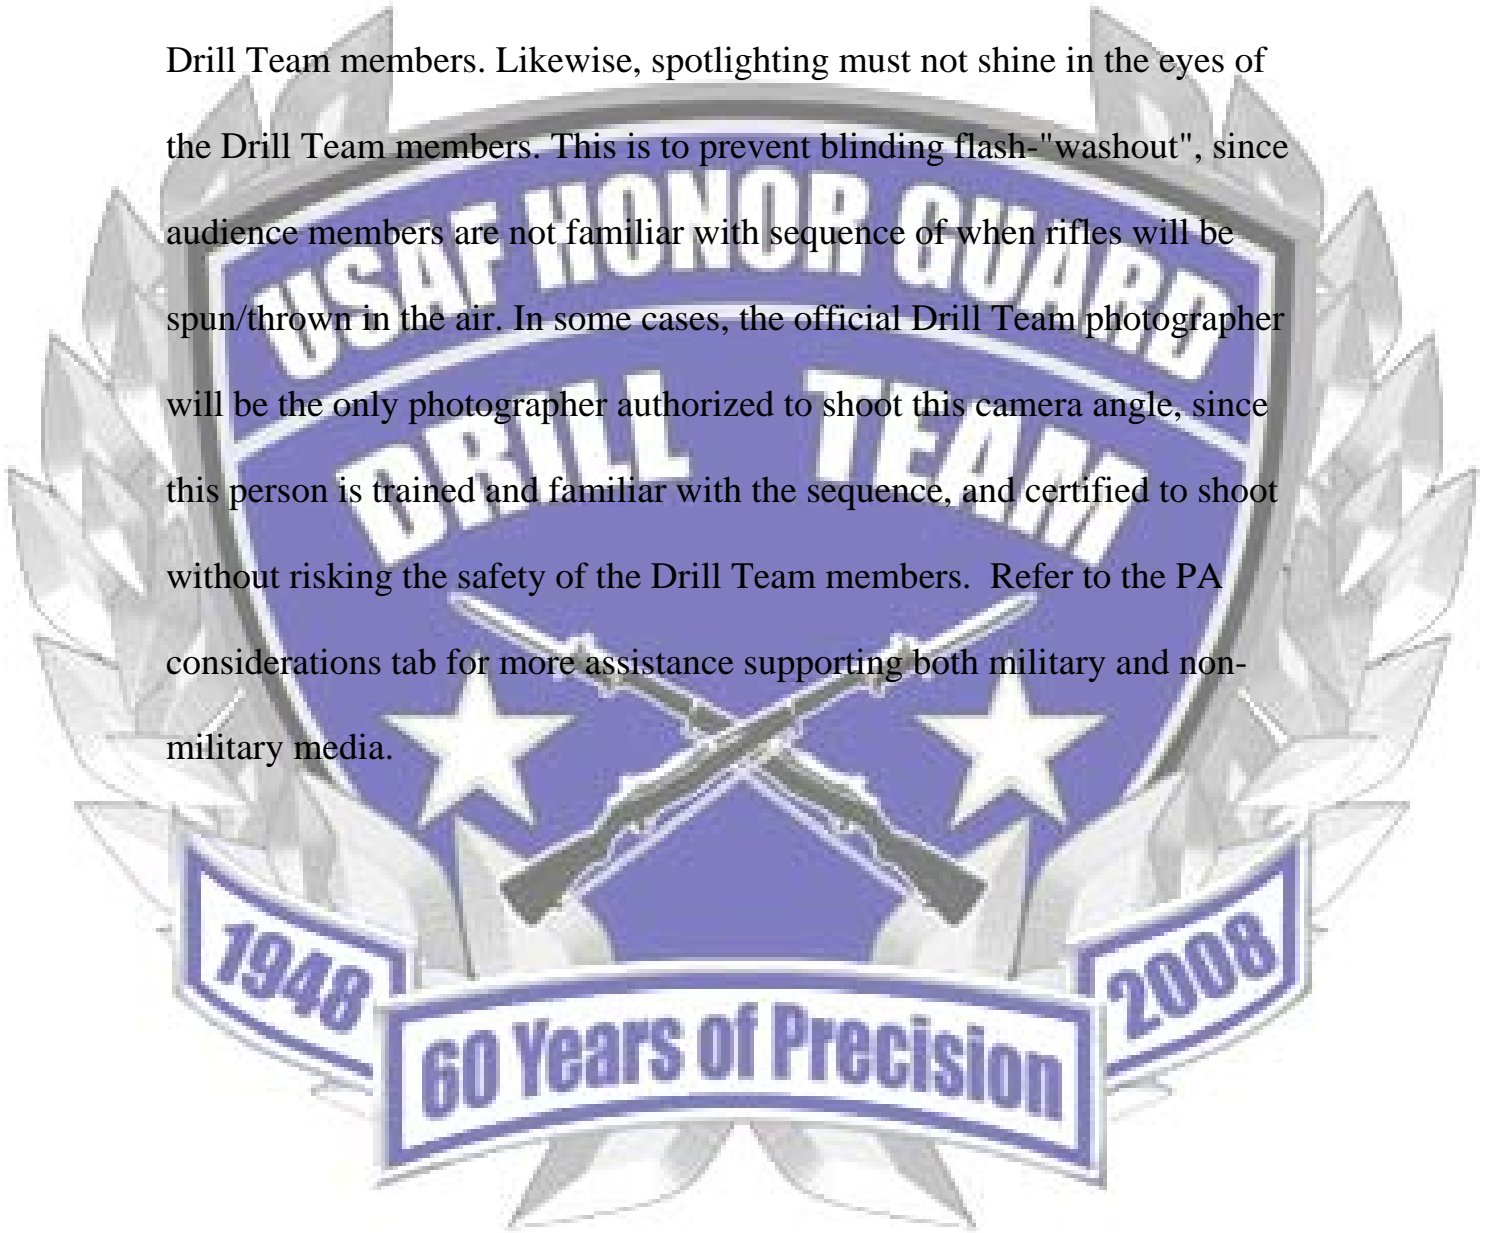 Drill Team members. Likewise, spotlighting must not shine in the eyes of
the Drill Team members. This is to prevent blinding flash-"washout", since
audience members are not familiar with sequence of when rifles will be
spun/thrown in the air. In some cases, the official Drill Team photographer
will be the only photographer authorized to shoot this camera angle, since
this person is trained and familiar with the sequence, and certified to shoot
without risking the safety of the Drill Team members.  Refer to the PA
considerations tab for more assistance supporting both military and non-
military media.
USAF HONOR GUARD
DRILL TEAM
1948
60 Years of Precision
2008